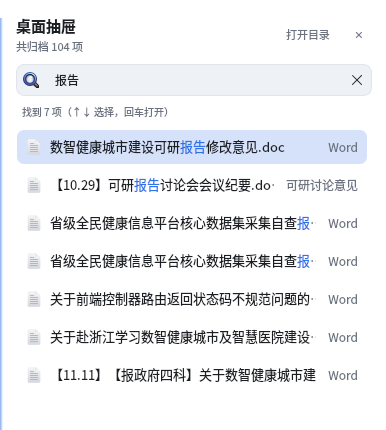 桌面抽屉
打开目录 ×
共归档 104 项
报告
找到 7 项（↑↓ 选择，回车打开）
数智健康城市建设可研报告修改意见.doc Word
【10.29】可研报告讨论会会议纪要.do… 可研讨论意见
省级全民健康信息平台核心数据集采集自查报… Word
省级全民健康信息平台核心数据集采集自查报… Word
关于前端控制器路由返回状态码不规范问题的… Word
关于赴浙江学习数智健康城市及智慧医院建设… Word
【11.11】【报政府四科】关于数智健康城市建 Word